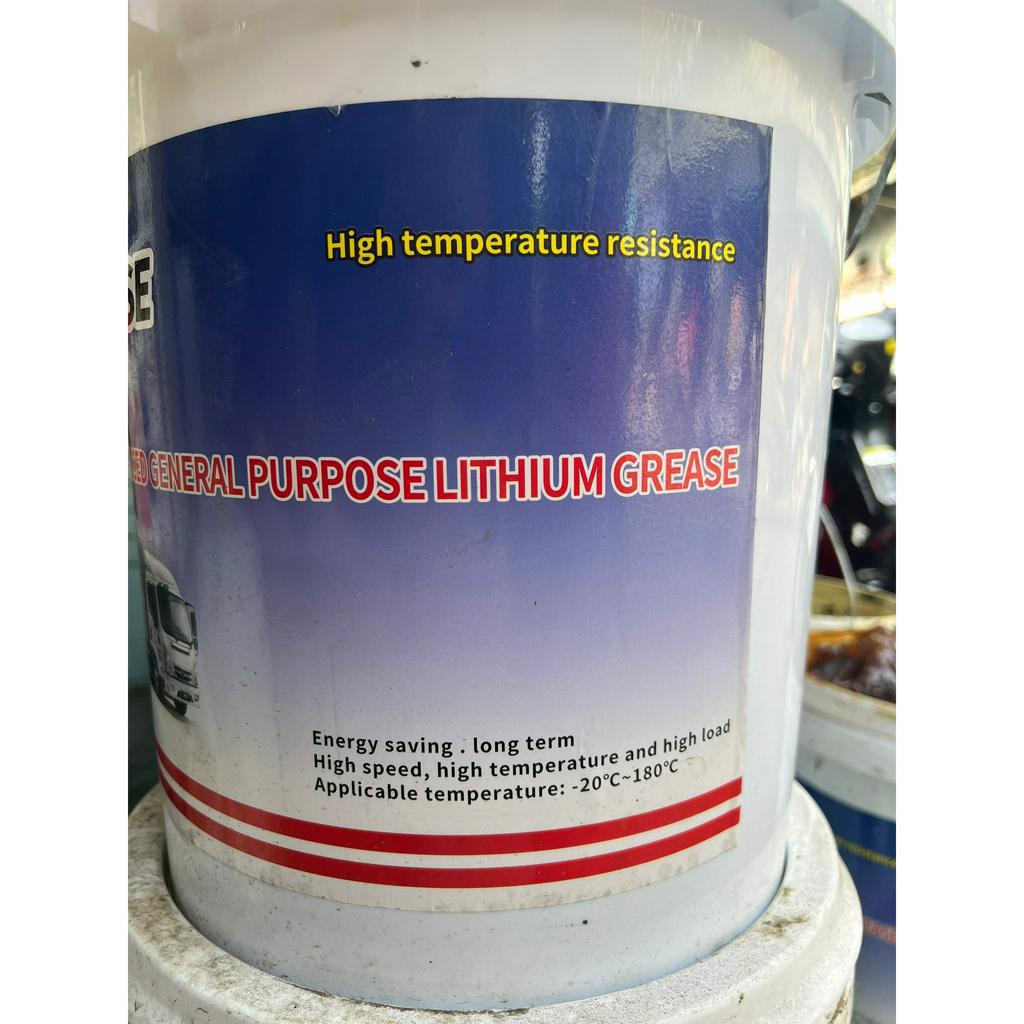 High temperature resistance
SE
GENERAL PURPOSE LITHIUM GREASE
Energy saving . long term
High speed, high temperature and high load
Applicable temperature: -20℃~180℃